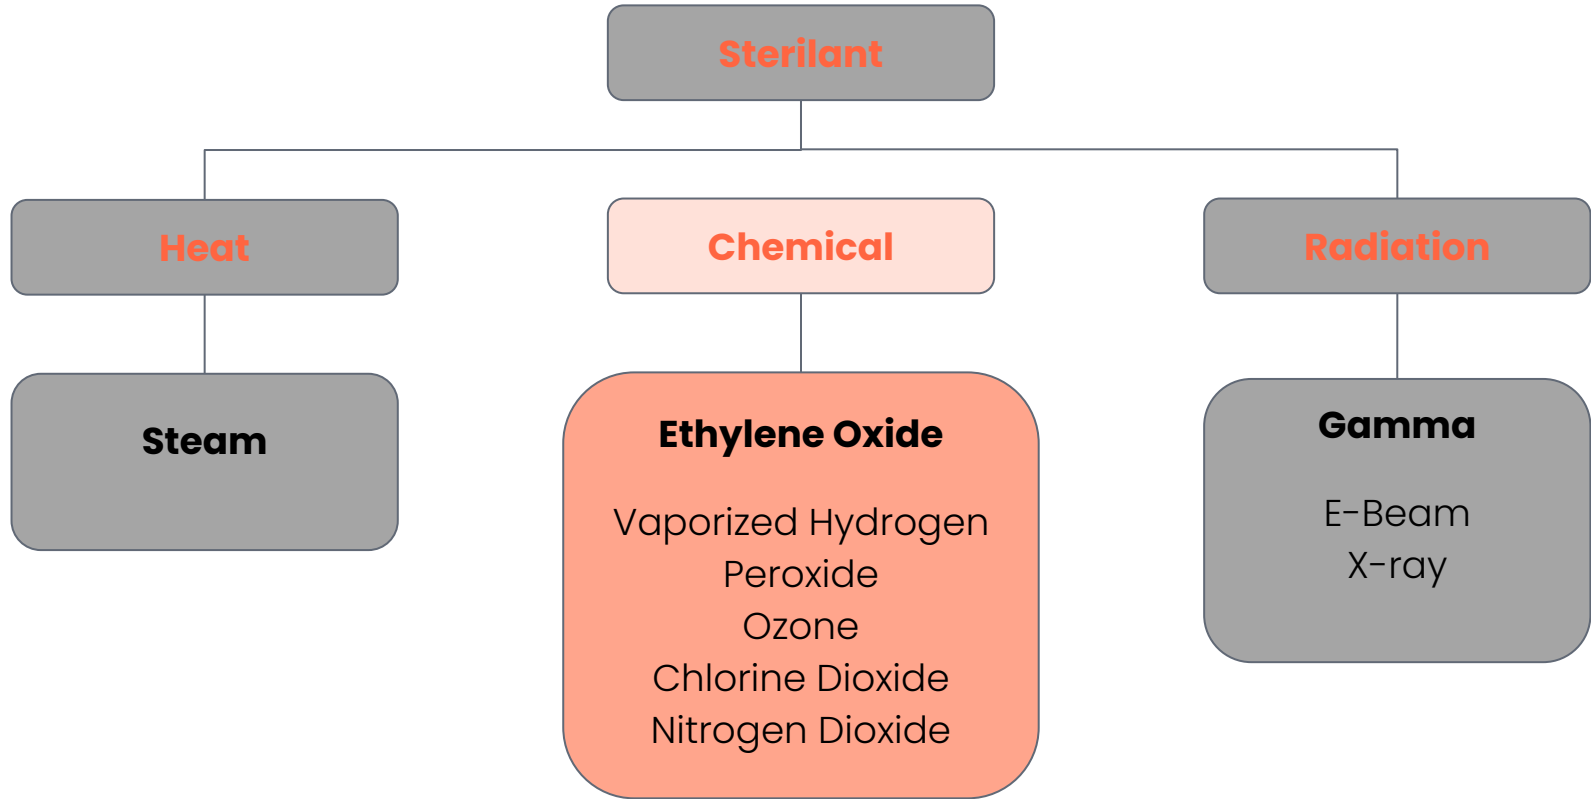 Sterilant
Heat
Chemical
Radiation
Steam
Ethylene Oxide
Vaporized Hydrogen
Peroxide
Ozone
Chlorine Dioxide
Nitrogen Dioxide
Gamma
E-Beam
X-ray